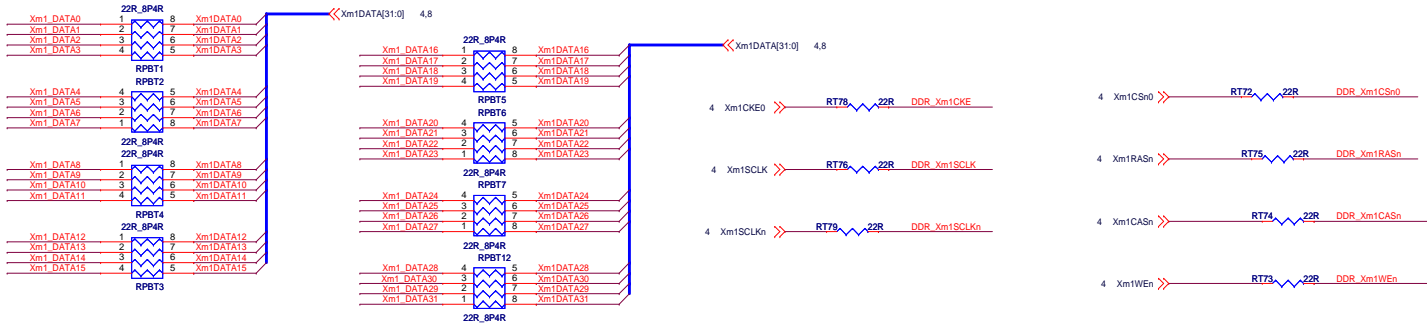 22R_8P4R
Xm1_DATA0 1 8 Xm1DATA0
Xm1_DATA1 2 7 Xm1DATA1
Xm1_DATA2 3 6 Xm1DATA2
Xm1_DATA3 4 5 Xm1DATA3
RPBT1
RPBT2
Xm1_DATA4 4 5 Xm1DATA4
Xm1_DATA5 3 6 Xm1DATA5
Xm1_DATA6 2 7 Xm1DATA6
Xm1_DATA7 1 8 Xm1DATA7
22R_8P4R
22R_8P4R
Xm1_DATA8 1 8 Xm1DATA8
Xm1_DATA9 2 7 Xm1DATA9
Xm1_DATA10 3 6 Xm1DATA10
Xm1_DATA11 4 5 Xm1DATA11
RPBT4
22R_8P4R
Xm1_DATA12 1 8 Xm1DATA12
Xm1_DATA13 2 7 Xm1DATA13
Xm1_DATA14 3 6 Xm1DATA14
Xm1_DATA15 4 5 Xm1DATA15
RPBT3
Xm1DATA[31:0] 4,8
22R_8P4R
Xm1_DATA16 1 8 Xm1DATA16
Xm1_DATA17 2 7 Xm1DATA17
Xm1_DATA18 3 6 Xm1DATA18
Xm1_DATA19 4 5 Xm1DATA19
RPBT5
RPBT6
Xm1_DATA20 4 5 Xm1DATA20
Xm1_DATA21 3 6 Xm1DATA21
Xm1_DATA22 2 7 Xm1DATA22
Xm1_DATA23 1 8 Xm1DATA23
22R_8P4R
RPBT7
Xm1_DATA24 4 5 Xm1DATA24
Xm1_DATA25 3 6 Xm1DATA25
Xm1_DATA26 2 7 Xm1DATA26
Xm1_DATA27 1 8 Xm1DATA27
22R_8P4R
RPBT12
Xm1_DATA28 4 5 Xm1DATA28
Xm1_DATA30 3 6 Xm1DATA30
Xm1_DATA29 2 7 Xm1DATA29
Xm1_DATA31 1 8 Xm1DATA31
22R_8P4R
Xm1DATA[31:0] 4,8
4 Xm1CKE0 RT78 22R DDR_Xm1CKE
4 Xm1SCLK RT76 22R DDR_Xm1SCLK
4 Xm1SCLKn RT79 22R DDR_Xm1SCLKn
4 Xm1CSn0 RT72 22R DDR_Xm1CSn0
4 Xm1RASn RT75 22R DDR_Xm1RASn
4 Xm1CASn RT74 22R DDR_Xm1CASn
4 Xm1WEn RT73 22R DDR_Xm1WEn